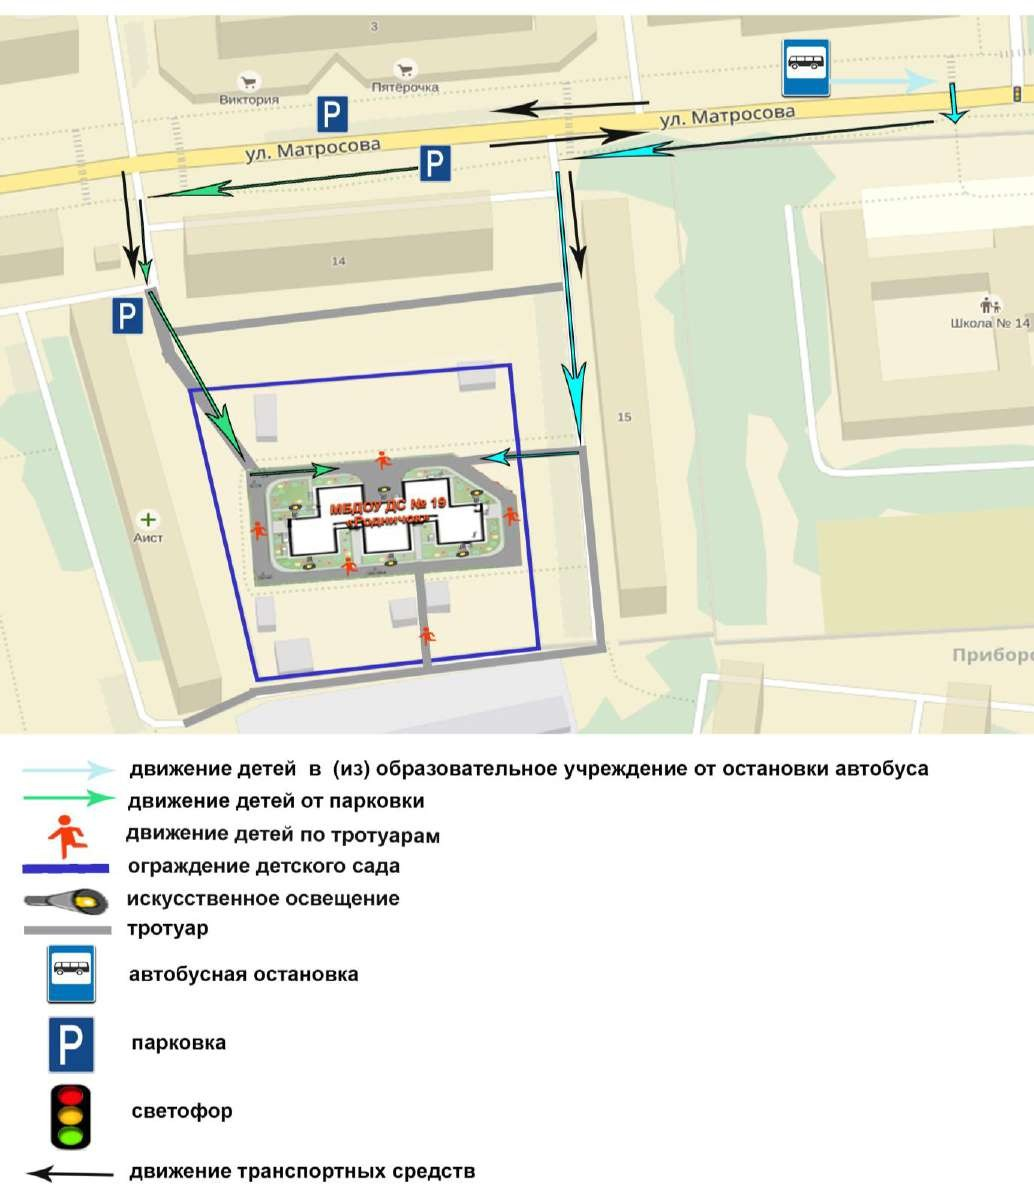 3
Виктория
Пятёрочка
P
ул. Матросова
ул. Матросова
P
14
P
Школа № 14
15
МБДОУ ДС № 19
«Родничок»
Аист
Приборо
движение детей в (из) образовательное учреждение от остановки автобуса
движение детей от парковки
движение детей по тротуарам
ограждение детского сада
искусственное освещение
тротуар
автобусная остановка
P
парковка
светофор
движение транспортных средств